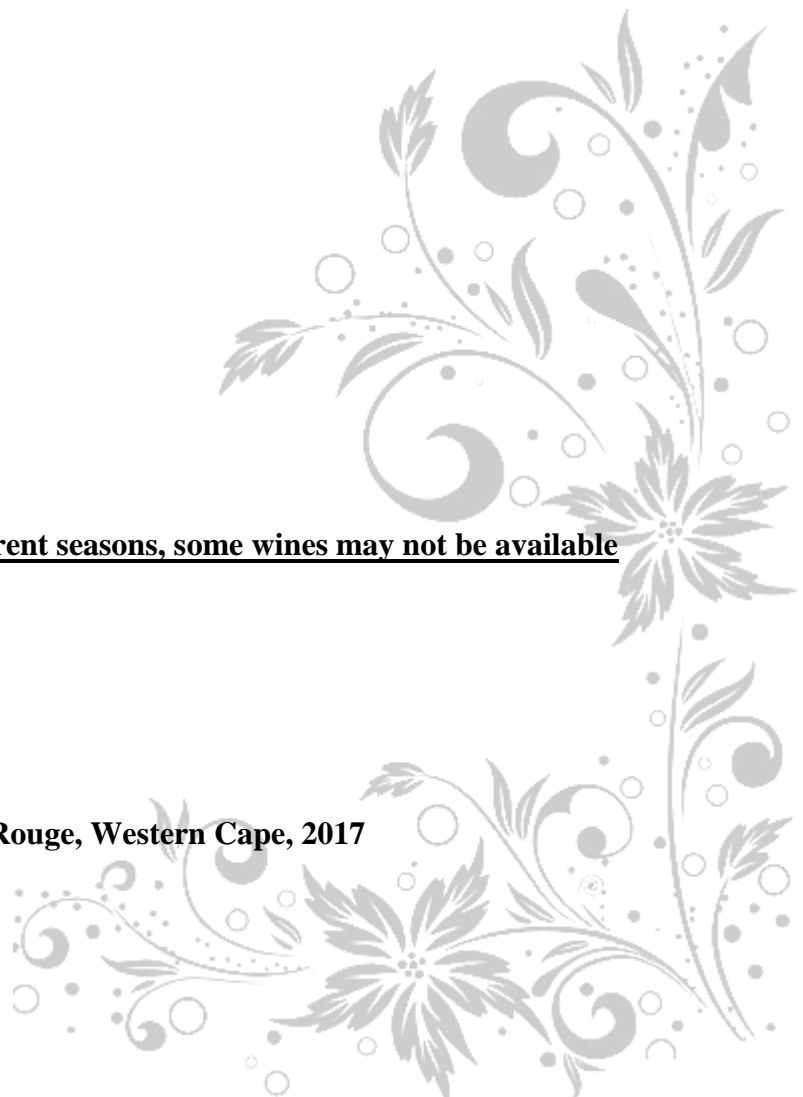 rent seasons, some wines may not be available
Rouge, Western Cape, 2017